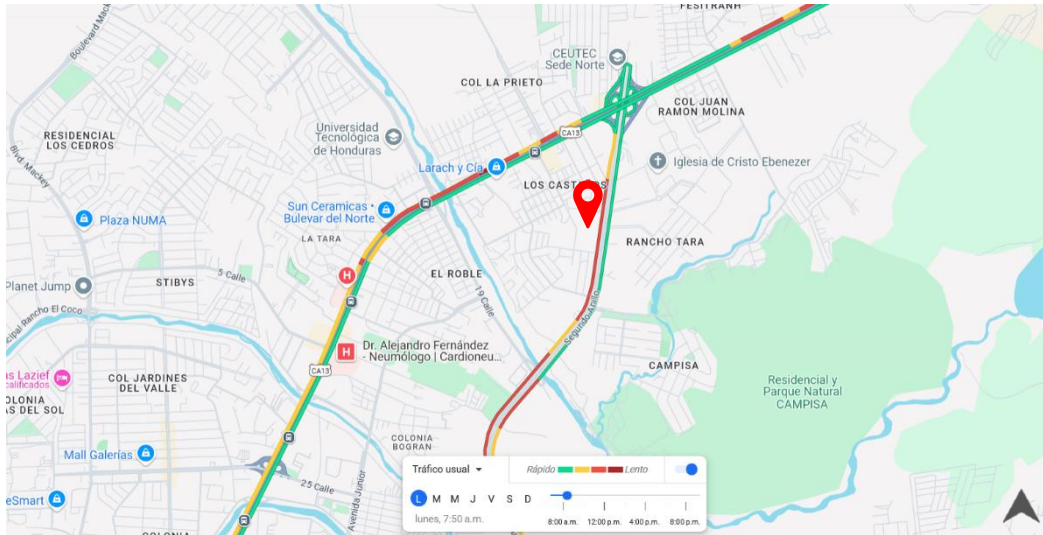 FESITRANH
Boulevard Mackey
CEUTEC
Sede Norte
COL LA PRIETO
COL JUAN
RAMON MOLINA
RESIDENCIAL
LOS CEDROS
Universidad
Tecnológica
de Honduras
CA13
Blvd. Mackey
Larach y Cía
Iglesia de Cristo Ebenezer
LOS CAST
OS
Sun Ceramicas •
Bulevar del Norte
Plaza NUMA
LA TARA
RANCHO TARA
5 Calle
EL ROBLE
H
STIBYS
Planet Jump
19 Calle
Segundo Anillo
cipal Rancho El Coco
H
Dr. Alejandro Fernández
- Neumólogo | Cardioneu...
CAMPISA
CA13
as Lazief
calificados
COL JARDINES
DEL VALLE
Residencial y
Parque Natural
CAMPISA
OLONIA
AS DEL SOL
COLONIA
BOGRAN
Mall Galerías
25 Calle
Avenida Junior
eSmart
COLONIA
Tráfico usual
Rápido
Lento
L M M J V S D
lunes, 7:50 a.m.
8:00 a.m. 12:00 p.m. 4:00 p.m. 8:00 p.m.